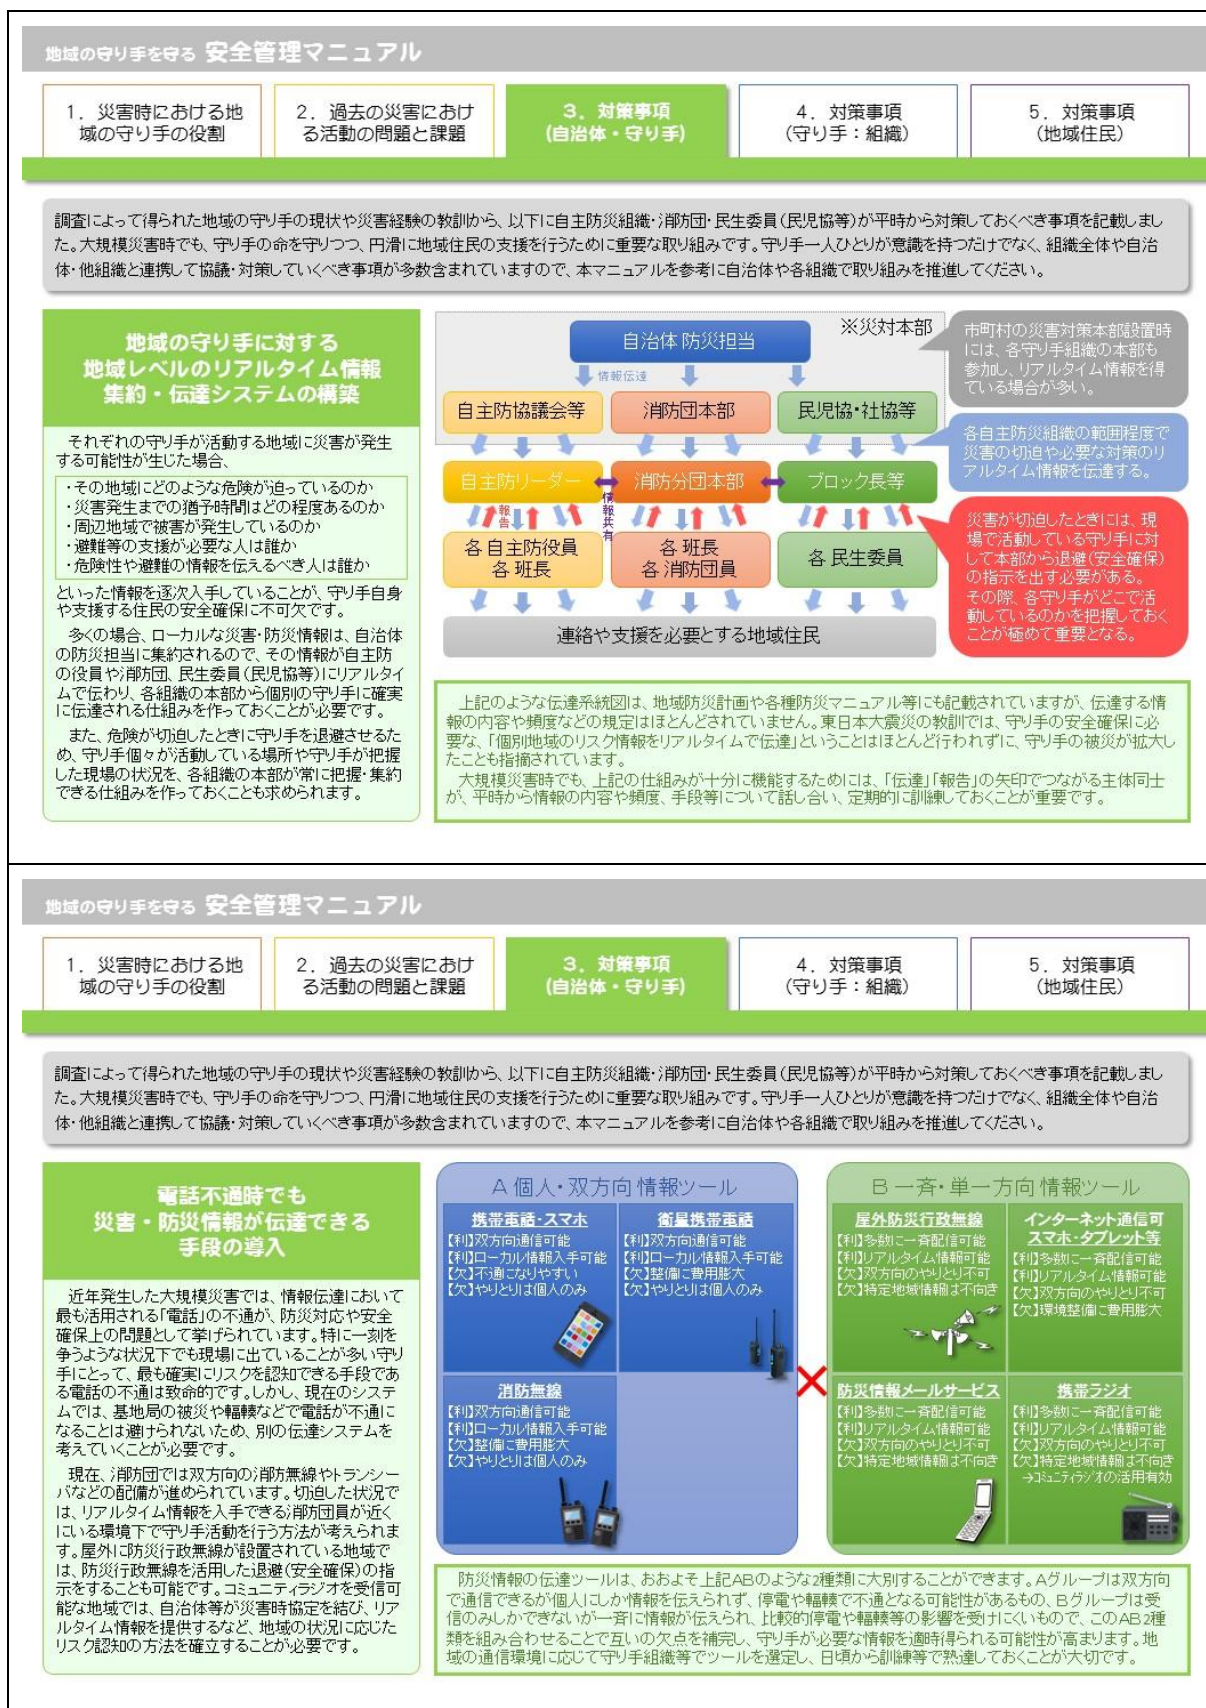 地域の守り手を守る 安全管理マニュアル
1．災害時における地
域の守り手の役割
2．過去の災害におけ
る活動の問題と課題
3．対策事項
(自治体・守り手)
4．対策事項
(守り手：組織)
5．対策事項
(地域住民)
調査によって得られた地域の守り手の現状や災害経験の教訓から、以下に自主防災組織・消防団・民生委員(民児協等)が平時から対策しておくべき事項を記載しまし
た。大規模災害時でも、守り手の命を守りつつ、円滑に地域住民の支援を行うために重要な取り組みです。守り手一人ひとりが意識を持つだけでなく、組織全体や自治
体・他組織と連携して協議・対策していくべき事項が多数含まれていますので、本マニュアルを参考に自治体や各組織で取り組みを推進してください。
地域の守り手に対する
地域レベルのリアルタイム情報
集約・伝達システムの構築
それぞれの守り手が活動する地域に災害が発生
する可能性が生じた場合、
・その地域にどのような危険が迫っているのか
・災害発生までの猶予時間はどの程度あるのか
・周辺地域で被害が発生しているのか
・避難等の支援が必要な人は誰か
・危険性や避難の情報を伝えるべき人は誰か
といった情報を逐次入手していることが、守り手自身
や支援する住民の安全確保に不可欠です。
多くの場合、ローカルな災害・防災情報は、自治体
の防災担当に集約されるので、その情報が自主防
の役員や消防団、民生委員(民児協等)にリアルタイ
ムで伝わり、各組織の本部から個別の守り手に確実
に伝達される仕組みを作っておくことが必要です。
また、危険が切迫したときに守り手を退避させるた
め、守り手個々が活動している場所や守り手が把握
した現場の状況を、各組織の本部が常に把握・集約
できる仕組みを作っておくことも求められます。
※災対本部
自治体 防災担当
情報伝達
自主防協議会等
消防団本部
民児協・社協等
自主防リーダー
消防分団本部
ブロック長等
報告
情報共有
各 自主防役員
各 班長
各 班長
各 消防団員
各 民生委員
連絡や支援を必要とする地域住民
市町村の災害対策本部設置時
には、各守り手組織の本部も
参加し、リアルタイム情報を得
ている場合が多い。
各自主防災組織の範囲程度で
災害の切迫や必要な対策のリ
アルタイム情報を伝達する。
災害が切迫したときには、現
場で活動している守り手に対
して本部から退避(安全確保)
の指示を出す必要がある。
その際、各守り手がどこで活
動しているのかを把握しておく
ことが極めて重要となる。
上記のような伝達系統図は、地域防災計画や各種防災マニュアル等にも記載されていますが、伝達する情
報の内容や頻度などの規定はほとんどされていません。東日本大震災の教訓では、守り手の安全確保に必
要な、「個別地域のリスク情報をリアルタイムで伝達」ということはほとんど行われずに、守り手の被災が拡大し
たことも指摘されています。
大規模災害時でも、上記の仕組みが十分に機能するためには、「伝達」「報告」の矢印でつながる主体同士
が、平時から情報の内容や頻度、手段等について話し合い、定期的に訓練しておくことが重要です。
地域の守り手を守る 安全管理マニュアル
1．災害時における地
域の守り手の役割
2．過去の災害におけ
る活動の問題と課題
3．対策事項
(自治体・守り手)
4．対策事項
(守り手：組織)
5．対策事項
(地域住民)
調査によって得られた地域の守り手の現状や災害経験の教訓から、以下に自主防災組織・消防団・民生委員(民児協等)が平時から対策しておくべき事項を記載しまし
た。大規模災害時でも、守り手の命を守りつつ、円滑に地域住民の支援を行うために重要な取り組みです。守り手一人ひとりが意識を持つだけでなく、組織全体や自治
体・他組織と連携して協議・対策していくべき事項が多数含まれていますので、本マニュアルを参考に自治体や各組織で取り組みを推進してください。
電話不通時でも
災害・防災情報が伝達できる
手段の導入
近年発生した大規模災害では、情報伝達において
最も活用される「電話」の不通が、防災対応や安全
確保上の問題として挙げられています。特に一刻を
争うような状況下でも現場に出ていることが多い守り
手にとって、最も確実にリスクを認知できる手段であ
る電話の不通は致命的です。しかし、現在のシステ
ムでは、基地局の被災や輻輳などで電話が不通に
なることは避けられないため、別の伝達システムを
考えていくことが必要です。
現在、消防団では双方向の消防無線やトランシー
バなどの配備が進められています。切迫した状況で
は、リアルタイム情報を入手できる消防団員が近く
にいる環境下で守り手活動を行う方法が考えられま
す。屋外に防災行政無線が設置されている地域で
は、防災行政無線を活用した退避(安全確保)の指
示をすることも可能です。コミュニティラジオを受信可
能な地域では、自治体等が災害時協定を結び、リア
ルタイム情報を提供するなど、地域の状況に応じた
リスク認知の方法を確立することが必要です。
A 個人・双方向 情報ツール
携帯電話・スマホ
【利】双方向通信可能
【利】ローカル情報入手可能
【欠】不通になりやすい
【欠】やりとりは個人のみ
衛星携帯電話
【利】双方向通信可能
【利】ローカル情報入手可能
【欠】整備に費用膨大
【欠】やりとりは個人のみ
消防無線
【利】双方向通信可能
【利】ローカル情報入手可能
【欠】整備に費用膨大
【欠】やりとりは個人のみ
B 一斉・単一方向 情報ツール
屋外防災行政無線
【利】多数に一斉配信可能
【利】リアルタイム情報可能
【欠】双方向のやりとり不可
【欠】特定地域情報は不向き
インターネット通信可
スマホ・タブレット等
【利】多数に一斉配信可能
【利】リアルタイム情報可能
【欠】双方向のやりとり不可
【欠】環境整備に費用膨大
防災情報メールサービス
【利】多数に一斉配信可能
【利】リアルタイム情報可能
【欠】双方向のやりとり不可
【欠】特定地域情報は不向き
携帯ラジオ
【利】多数に一斉配信可能
【利】リアルタイム情報可能
【欠】双方向のやりとり不可
【欠】特定地域情報は不向き
→コミュニティラジオの活用有効
防災情報の伝達ツールは、おおよそ上記ABのような2種類に大別することができます。Aグループは双方向
で通信できるが個人にしか情報を伝えられず、停電や輻輳で不通となる可能性があるもの、Bグループは受
信のみしかできないが一斉に情報が伝えられ、比較的停電や輻輳等の影響を受けにくいもので、このAB2種
類を組み合わせることで互いの欠点を補完し、守り手が必要な情報を適時得られる可能性が高まります。地
域の通信環境に応じて守り手組織等でツールを選定し、日頃から訓練等で熟達しておくことが大切です。